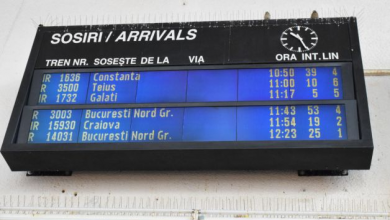 SOSIRI / ARRIVALS
TREN NR. SOSEȘTE DE LA VIA ORA INT. LIN
IR 1636 Constanta 10:50 39 4
R 3500 Teius 11:00 10 6
IR 1732 Galati 11:17 5 5
R 3003 Bucuresti Nord Gr. 11:43 53 4
IR 15930 Craiova 11:54 19 2
R 14031 Bucuresti Nord Gr. 12:23 25 1